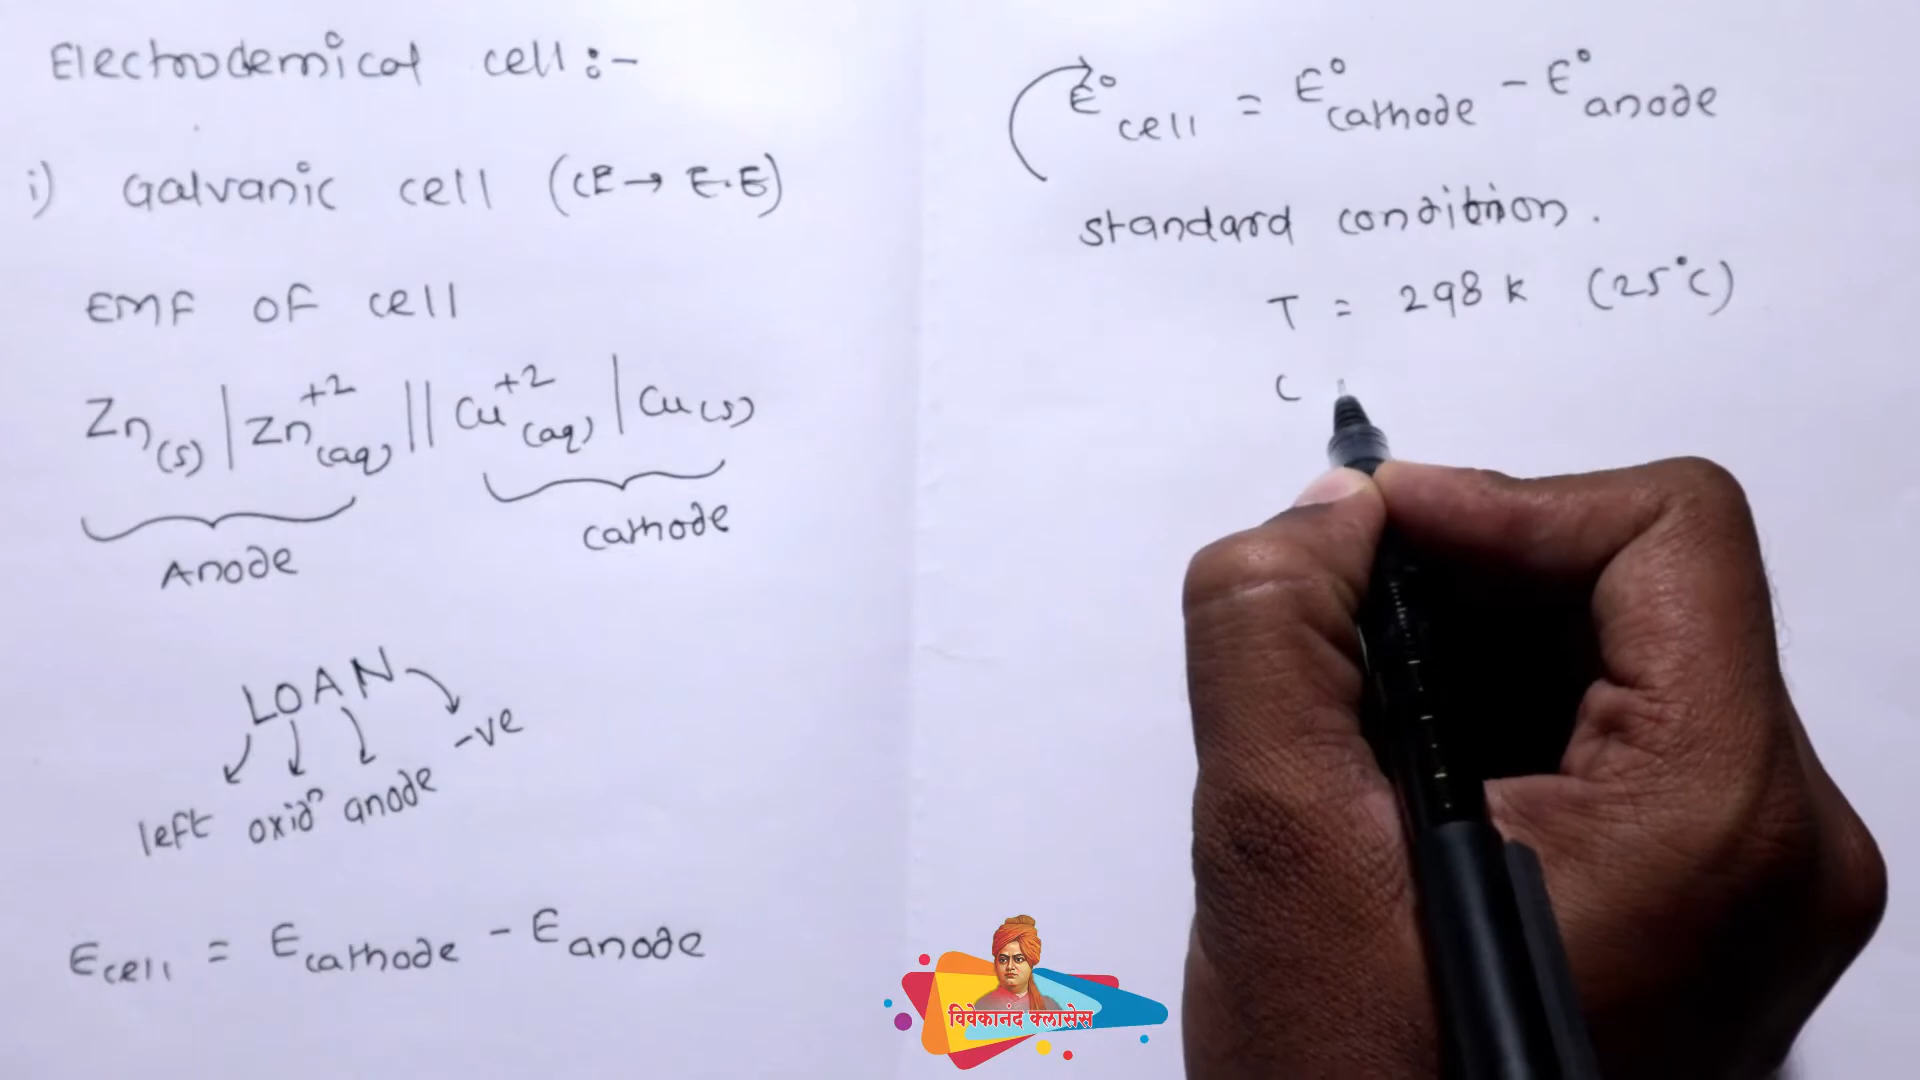 Electrodemical cell :-
i) Galvanic cell (CE → E.E)
EMF OF cell
Zn(s) | Zn+2(aq) || Cu+2(aq) | Cu(s)
Anode
cathode
LOAN
left oxidn anode -ve
Ecell = Ecathode - Eanode
E°cell = E°cathode - E°anode
standard condition.
T = 298 K (25°C)
C
विवेकानंद क्लासेस